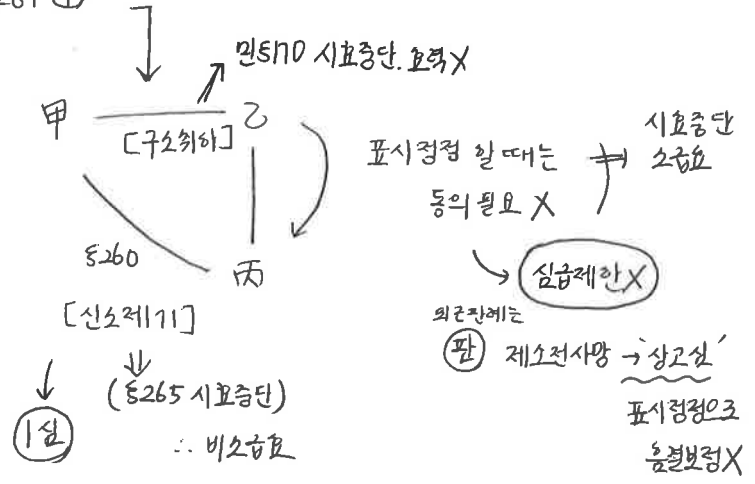 민§170 시효중단. 효력X
甲
乙
[구소취하]
표시정정 할 때는
동의 필요 X
시효중단
소급효
§260
丙
심급제한X
[신소제기]
최근판례는
판 제소전사망 → '상고심'
(§265 시효중단)
표시정정으로
1심
∴ 비소급효
흠결보정X